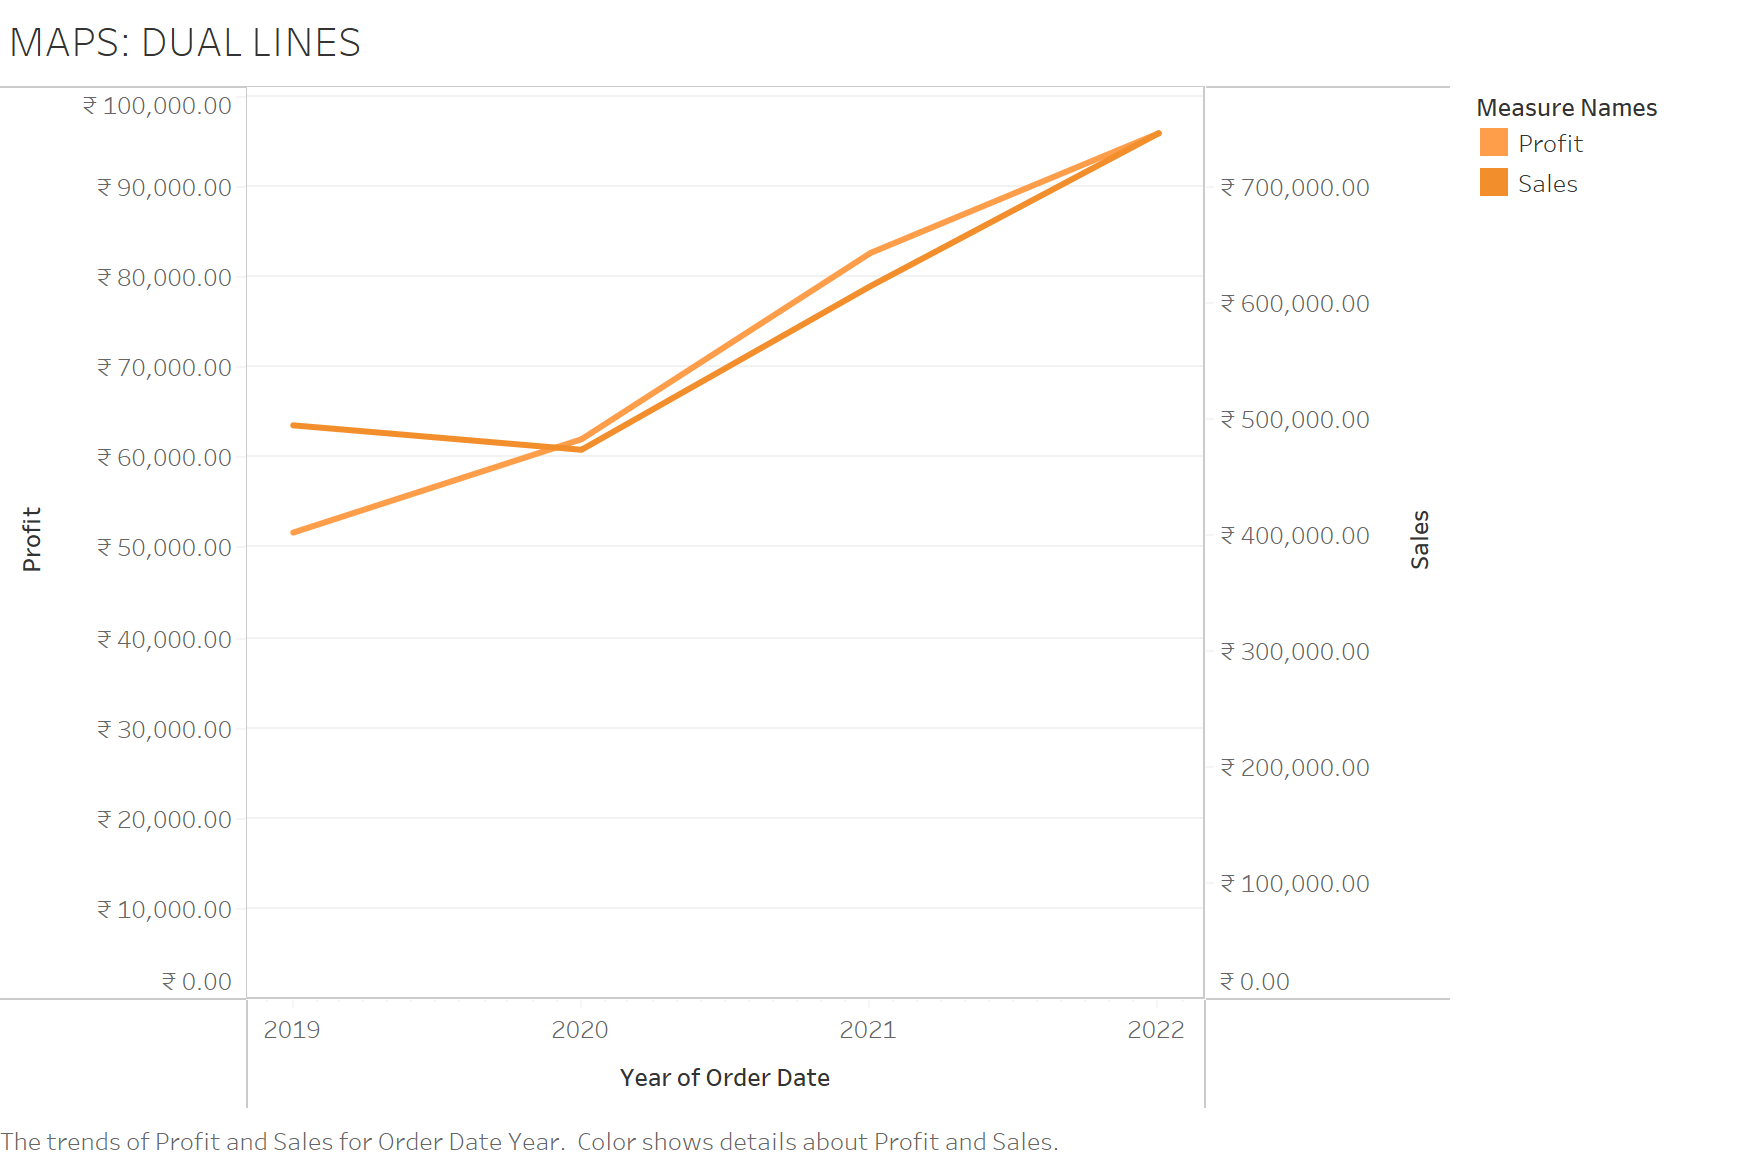 MAPS: DUAL LINES
₹ 100,000.00
₹ 90,000.00
₹ 80,000.00
₹ 70,000.00
₹ 60,000.00
₹ 50,000.00
₹ 40,000.00
₹ 30,000.00
₹ 20,000.00
₹ 10,000.00
₹ 0.00
Profit
₹ 700,000.00
₹ 600,000.00
₹ 500,000.00
₹ 400,000.00
₹ 300,000.00
₹ 200,000.00
₹ 100,000.00
₹ 0.00
Sales
Measure Names
Profit
Sales
2019 2020 2021 2022
Year of Order Date
The trends of Profit and Sales for Order Date Year.  Color shows details about Profit and Sales.